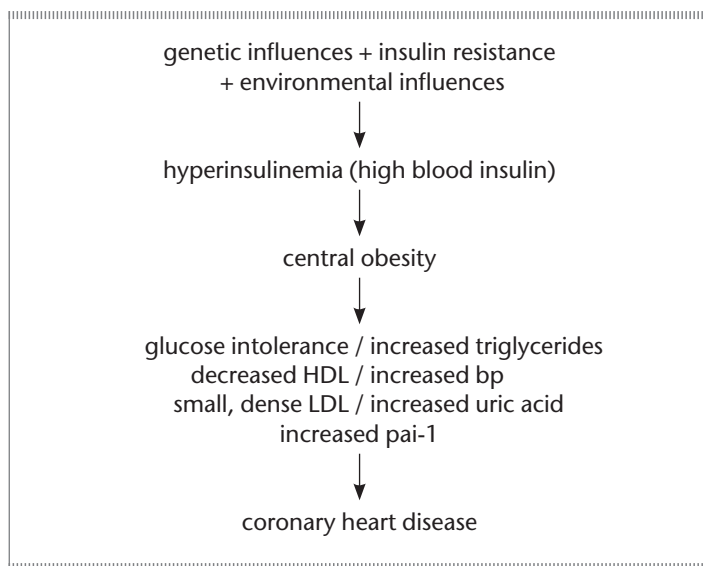 genetic influences + insulin resistance
+ environmental influences
hyperinsulinemia (high blood insulin)
central obesity
glucose intolerance / increased triglycerides
decreased HDL / increased bp
small, dense LDL / increased uric acid
increased pai-1
coronary heart disease